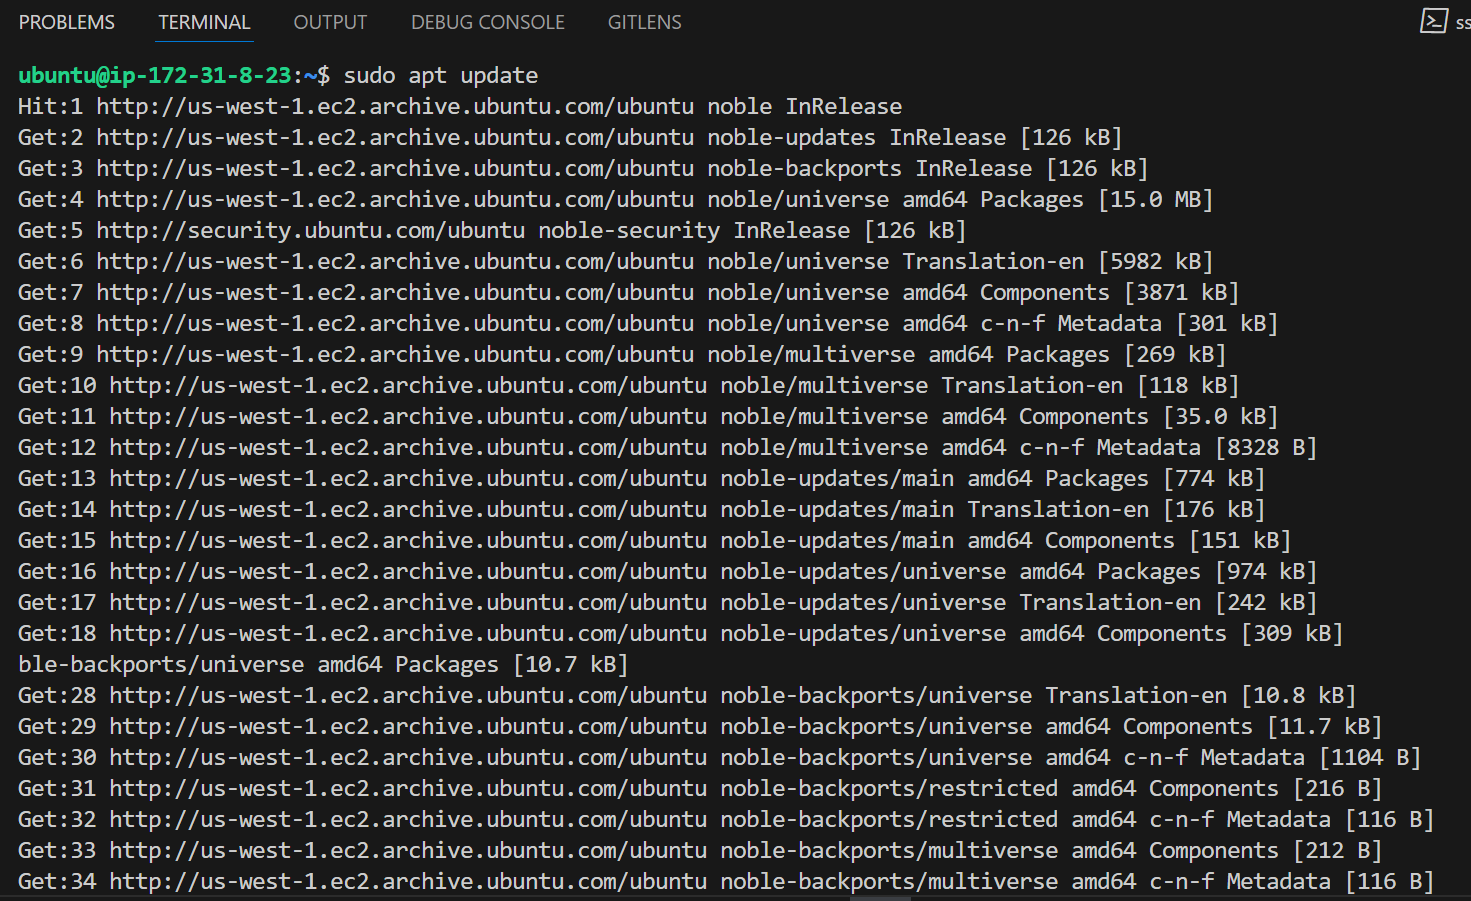 PROBLEMS TERMINAL OUTPUT DEBUG CONSOLE GITLENS ss
ubuntu@ip-172-31-8-23:~$ sudo apt update
Hit:1 http://us-west-1.ec2.archive.ubuntu.com/ubuntu noble InRelease
Get:2 http://us-west-1.ec2.archive.ubuntu.com/ubuntu noble-updates InRelease [126 kB]
Get:3 http://us-west-1.ec2.archive.ubuntu.com/ubuntu noble-backports InRelease [126 kB]
Get:4 http://us-west-1.ec2.archive.ubuntu.com/ubuntu noble/universe amd64 Packages [15.0 MB]
Get:5 http://security.ubuntu.com/ubuntu noble-security InRelease [126 kB]
Get:6 http://us-west-1.ec2.archive.ubuntu.com/ubuntu noble/universe Translation-en [5982 kB]
Get:7 http://us-west-1.ec2.archive.ubuntu.com/ubuntu noble/universe amd64 Components [3871 kB]
Get:8 http://us-west-1.ec2.archive.ubuntu.com/ubuntu noble/universe amd64 c-n-f Metadata [301 kB]
Get:9 http://us-west-1.ec2.archive.ubuntu.com/ubuntu noble/multiverse amd64 Packages [269 kB]
Get:10 http://us-west-1.ec2.archive.ubuntu.com/ubuntu noble/multiverse Translation-en [118 kB]
Get:11 http://us-west-1.ec2.archive.ubuntu.com/ubuntu noble/multiverse amd64 Components [35.0 kB]
Get:12 http://us-west-1.ec2.archive.ubuntu.com/ubuntu noble/multiverse amd64 c-n-f Metadata [8328 B]
Get:13 http://us-west-1.ec2.archive.ubuntu.com/ubuntu noble-updates/main amd64 Packages [774 kB]
Get:14 http://us-west-1.ec2.archive.ubuntu.com/ubuntu noble-updates/main Translation-en [176 kB]
Get:15 http://us-west-1.ec2.archive.ubuntu.com/ubuntu noble-updates/main amd64 Components [151 kB]
Get:16 http://us-west-1.ec2.archive.ubuntu.com/ubuntu noble-updates/universe amd64 Packages [974 kB]
Get:17 http://us-west-1.ec2.archive.ubuntu.com/ubuntu noble-updates/universe Translation-en [242 kB]
Get:18 http://us-west-1.ec2.archive.ubuntu.com/ubuntu noble-updates/universe amd64 Components [309 kB]
ble-backports/universe amd64 Packages [10.7 kB]
Get:28 http://us-west-1.ec2.archive.ubuntu.com/ubuntu noble-backports/universe Translation-en [10.8 kB]
Get:29 http://us-west-1.ec2.archive.ubuntu.com/ubuntu noble-backports/universe amd64 Components [11.7 kB]
Get:30 http://us-west-1.ec2.archive.ubuntu.com/ubuntu noble-backports/universe amd64 c-n-f Metadata [1104 B]
Get:31 http://us-west-1.ec2.archive.ubuntu.com/ubuntu noble-backports/restricted amd64 Components [216 B]
Get:32 http://us-west-1.ec2.archive.ubuntu.com/ubuntu noble-backports/restricted amd64 c-n-f Metadata [116 B]
Get:33 http://us-west-1.ec2.archive.ubuntu.com/ubuntu noble-backports/multiverse amd64 Components [212 B]
Get:34 http://us-west-1.ec2.archive.ubuntu.com/ubuntu noble-backports/multiverse amd64 c-n-f Metadata [116 B]